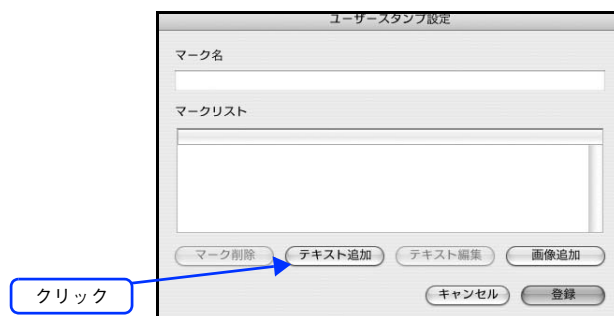 ユーザースタンプ設定
マーク名
マークリスト
マーク削除 テキスト追加 テキスト編集 画像追加
クリック
キャンセル 登録